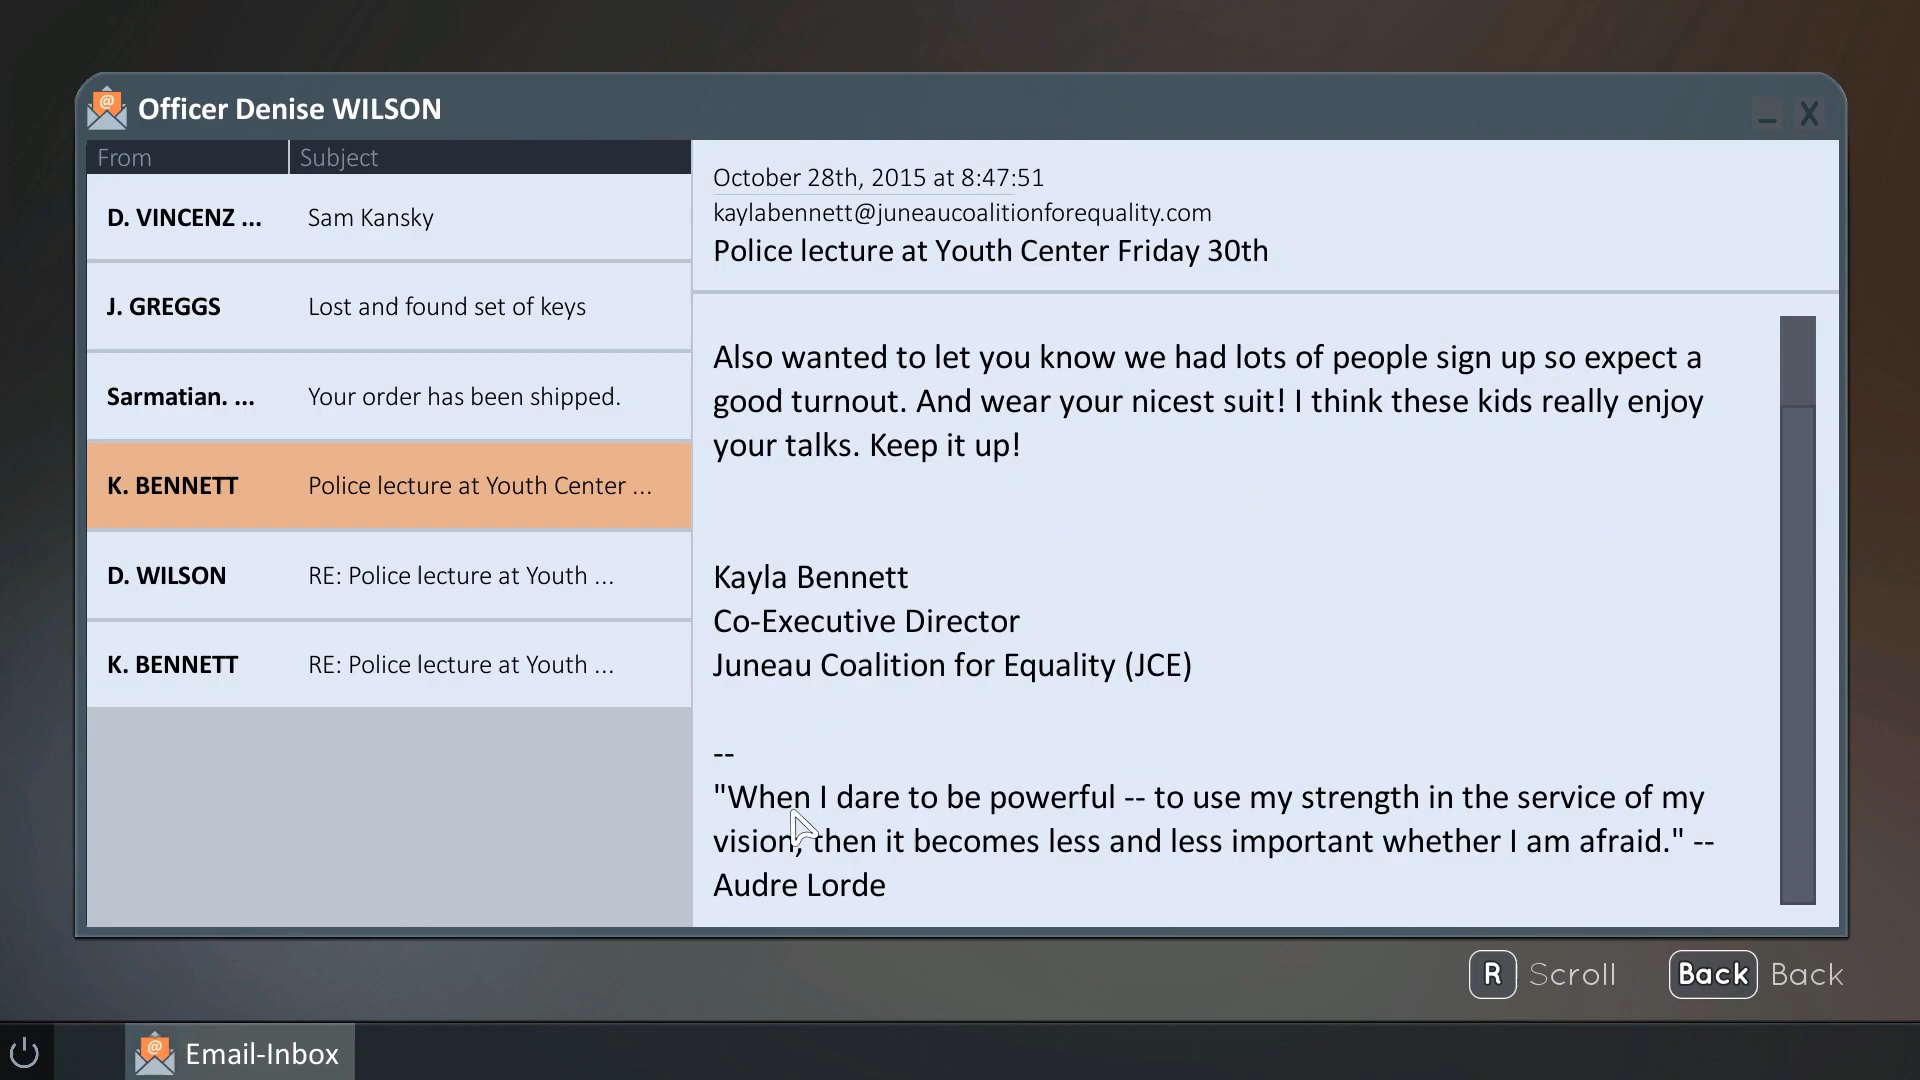 Officer Denise WILSON
_ X
From Subject
D. VINCENZ ... Sam Kansky
J. GREGGS Lost and found set of keys
Sarmatian. ... Your order has been shipped.
K. BENNETT Police lecture at Youth Center ...
D. WILSON RE: Police lecture at Youth ...
K. BENNETT RE: Police lecture at Youth ...
October 28th, 2015 at 8:47:51
kaylabennett@juneaucoalitionforequality.com
Police lecture at Youth Center Friday 30th
Also wanted to let you know we had lots of people sign up so expect a
good turnout. And wear your nicest suit! I think these kids really enjoy
your talks. Keep it up!
Kayla Bennett
Co-Executive Director
Juneau Coalition for Equality (JCE)
--
"When I dare to be powerful -- to use my strength in the service of my
vision, then it becomes less and less important whether I am afraid." --
Audre Lorde
R Scroll Back Back
Email-Inbox